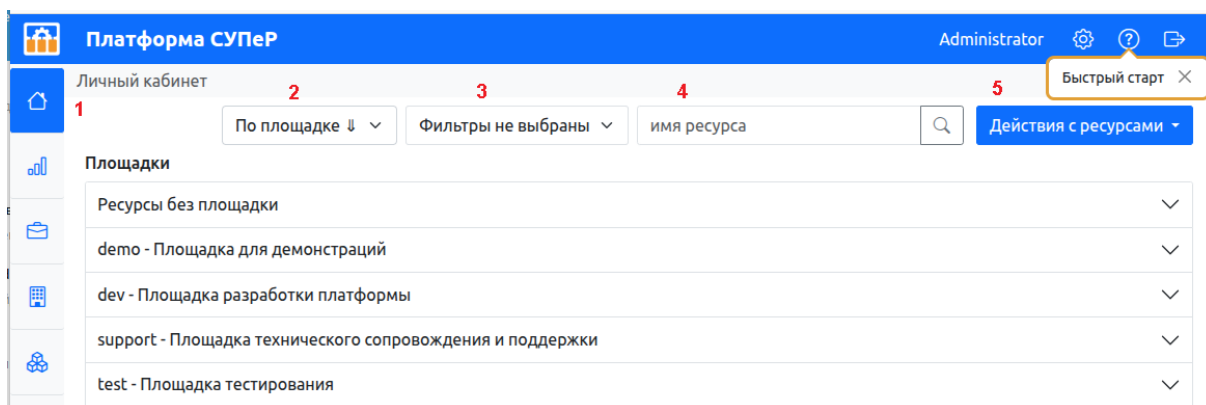 Платформа СУПеР Administrator
Личный кабинет Быстрый старт
1 2 3 4 5
По площадке ⇓ Фильтры не выбраны имя ресурса Действия с ресурсами
Площадки
Ресурсы без площадки
demo - Площадка для демонстраций
dev - Площадка разработки платформы
support - Площадка технического сопровождения и поддержки
test - Площадка тестирования